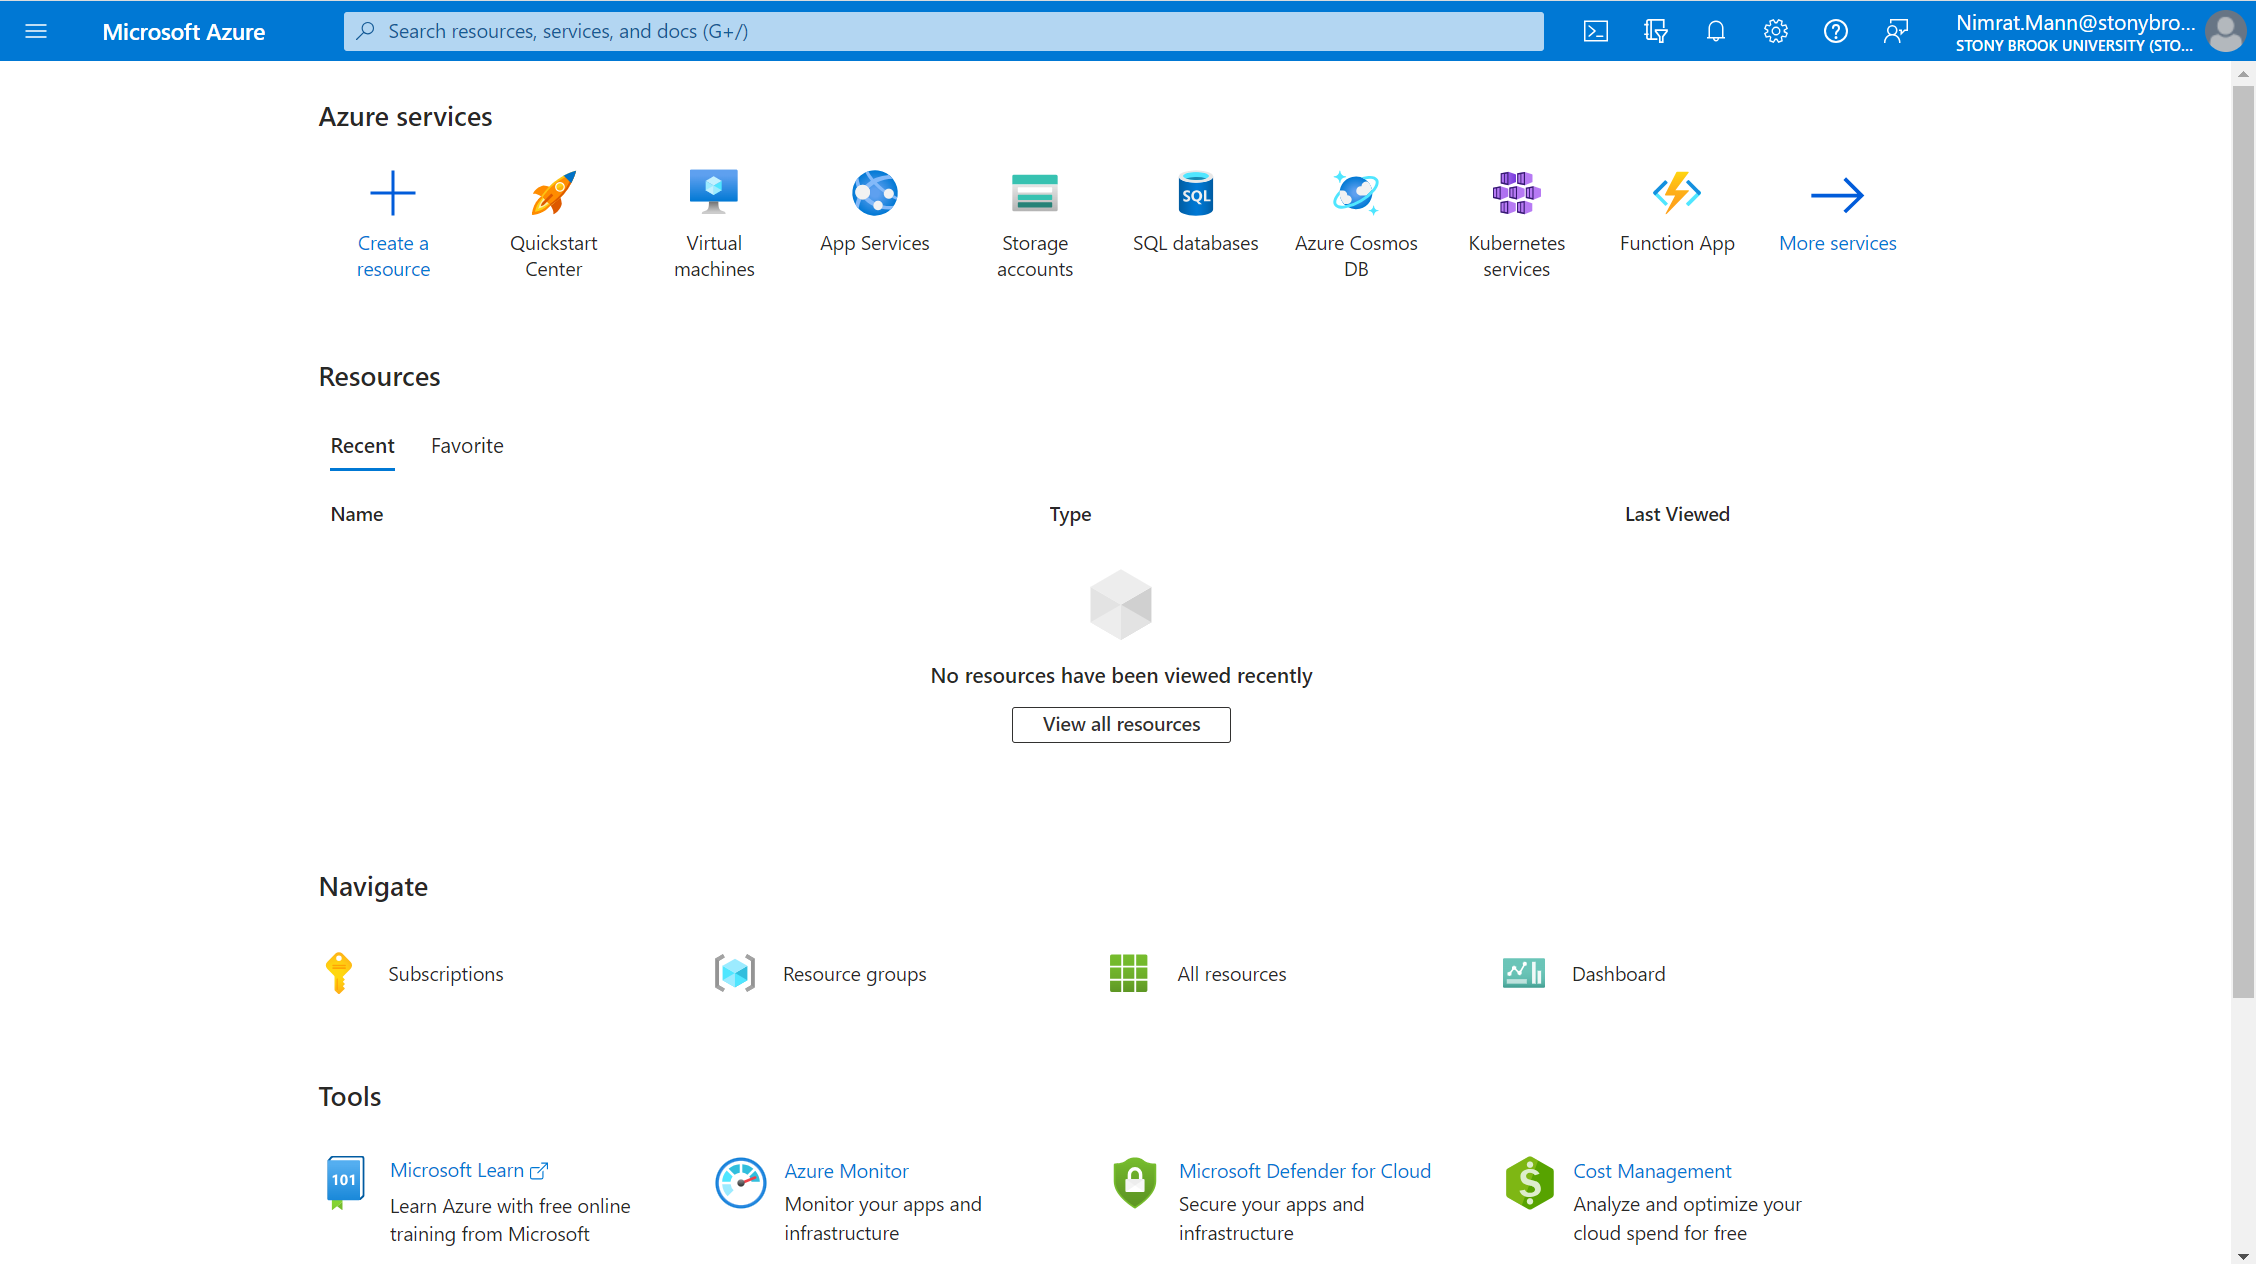 Microsoft Azure
Search resources, services, and docs (G+/)
Nimrat.Mann@stonybro...
STONY BROOK UNIVERSITY (STO...
Azure services
Create a
resource
Quickstart
Center
Virtual
machines
App Services
Storage
accounts
SQL
SQL databases
Azure Cosmos
DB
Kubernetes
services
Function App
More services
Resources
Recent
Favorite
Name
Type
Last Viewed
No resources have been viewed recently
View all resources
Navigate
Subscriptions
Resource groups
All resources
Dashboard
Tools
101
Microsoft Learn
Learn Azure with free online
training from Microsoft
Azure Monitor
Monitor your apps and
infrastructure
Microsoft Defender for Cloud
Secure your apps and
infrastructure
$
Cost Management
Analyze and optimize your
cloud spend for free